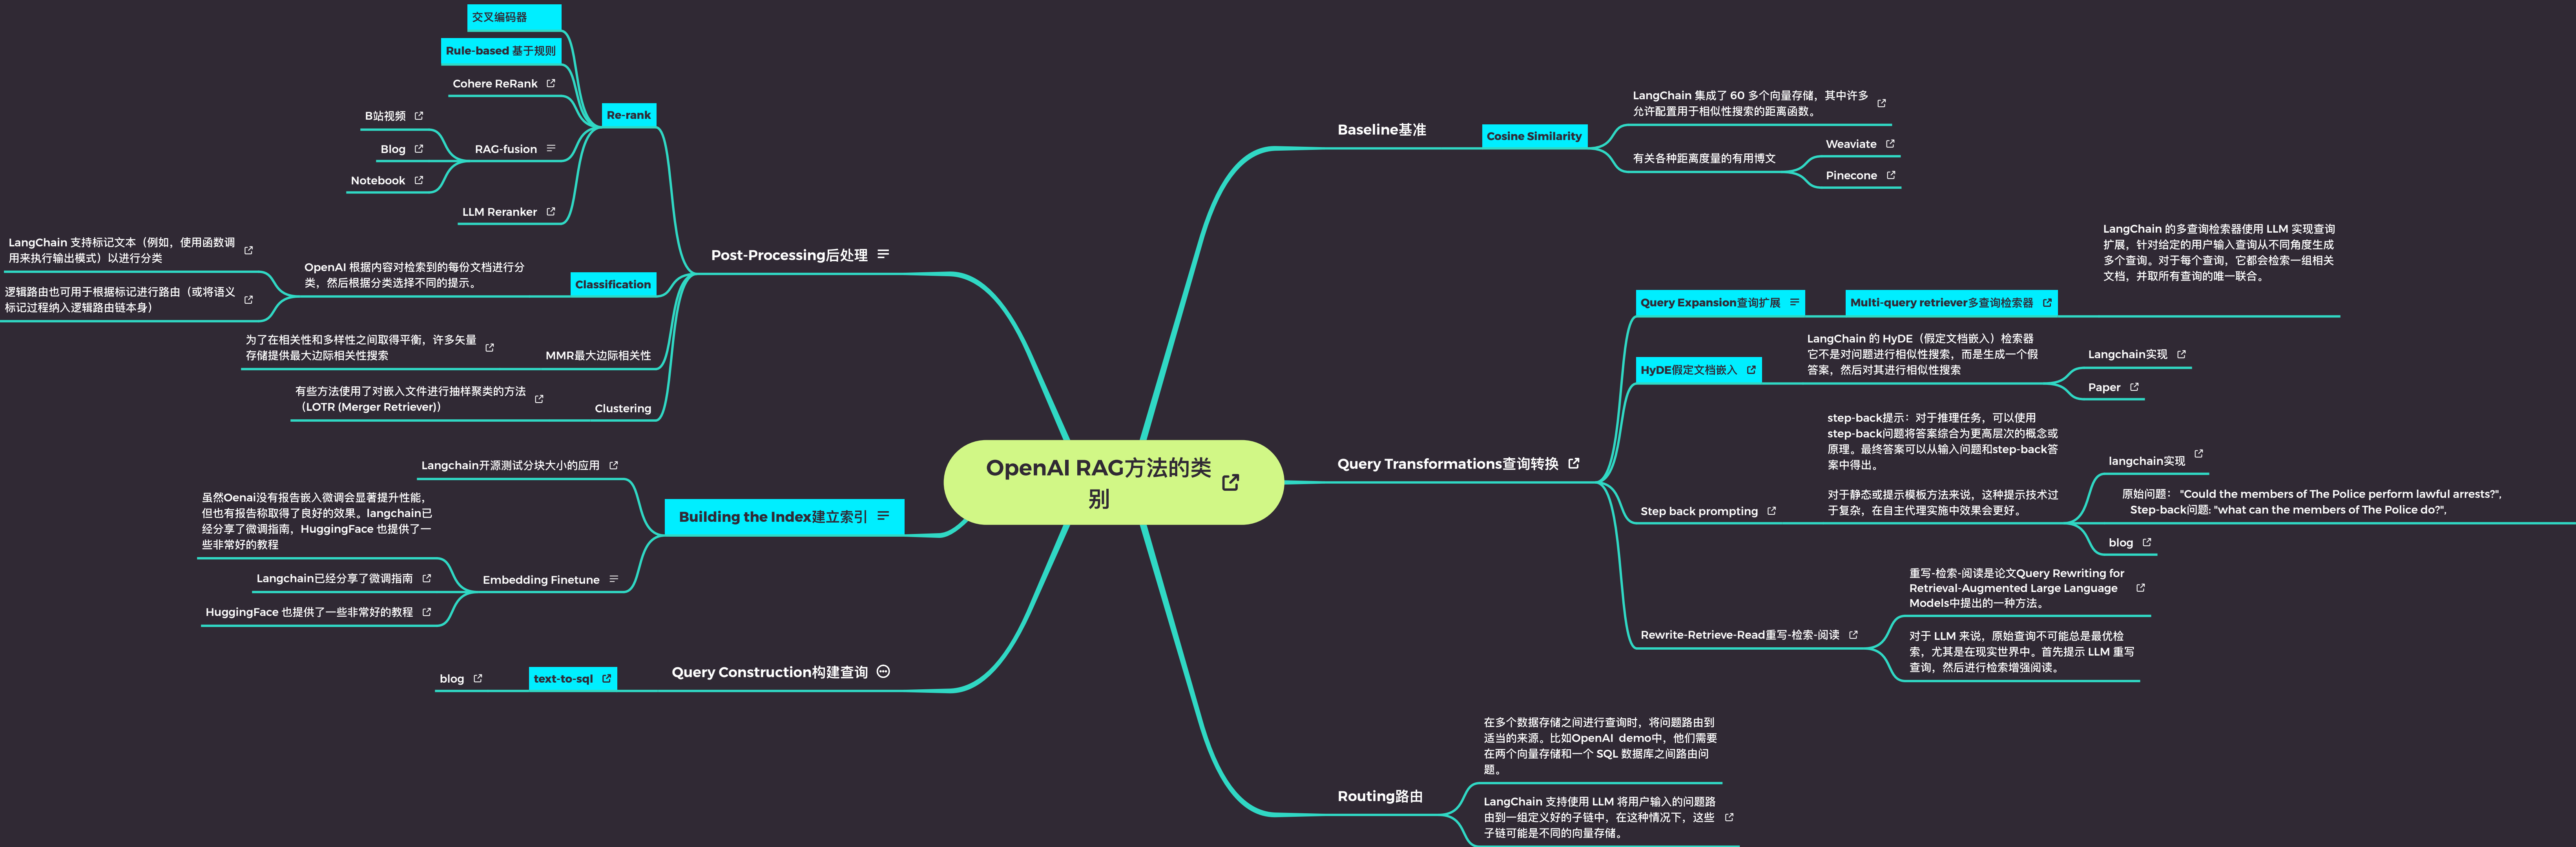 OpenAI RAG方法的类
别
Baseline基准
Cosine Similarity
LangChain 集成了 60 多个向量存储，其中许多
允许配置用于相似性搜索的距离函数。
有关各种距离度量的有用博文
Weaviate
Pinecone
Query Transformations查询转换
Query Expansion查询扩展
Multi-query retriever多查询检索器
LangChain 的多查询检索器使用 LLM 实现查询
扩展，针对给定的用户输入查询从不同角度生成
多个查询。对于每个查询，它都会检索一组相关
文档，并取所有查询的唯一联合。
HyDE假定文档嵌入
LangChain 的 HyDE（假定文档嵌入）检索器
它不是对问题进行相似性搜索，而是生成一个假
答案，然后对其进行相似性搜索
Langchain实现
Paper
Step back prompting
step-back提示：对于推理任务，可以使用
step-back问题将答案综合为更高层次的概念或
原理。最终答案可以从输入问题和step-back答
案中得出。
对于静态或提示模板方法来说，这种提示技术过
于复杂，在自主代理实施中效果会更好。
langchain实现
原始问题： "Could the members of The Police perform lawful arrests?",
Step-back问题: "what can the members of The Police do?",
blog
Rewrite-Retrieve-Read重写-检索-阅读
重写-检索-阅读是论文Query Rewriting for
Retrieval-Augmented Large Language
Models中提出的一种方法。
对于 LLM 来说，原始查询不可能总是最优检
索，尤其是在现实世界中。首先提示 LLM 重写
查询，然后进行检索增强阅读。
Routing路由
在多个数据存储之间进行查询时，将问题路由到
适当的来源。比如OpenAI demo中，他们需要
在两个向量存储和一个 SQL 数据库之间路由问
题。
LangChain 支持使用 LLM 将用户输入的问题路
由到一组定义好的子链中，在这种情况下，这些
子链可能是不同的向量存储。
Post-Processing后处理
Re-rank
交叉编码器
Rule-based 基于规则
Cohere ReRank
RAG-fusion
B站视频
Blog
Notebook
LLM Reranker
Classification
OpenAI 根据内容对检索到的每份文档进行分
类，然后根据分类选择不同的提示。
LangChain 支持标记文本（例如，使用函数调
用来执行输出模式）以进行分类
逻辑路由也可用于根据标记进行路由（或将语义
标记过程纳入逻辑路由链本身）
MMR最大边际相关性
为了在相关性和多样性之间取得平衡，许多矢量
存储提供最大边际相关性搜索
Clustering
有些方法使用了对嵌入文件进行抽样聚类的方法
（LOTR (Merger Retriever)）
Building the Index建立索引
Langchain开源测试分块大小的应用
Embedding Finetune
虽然Oenai没有报告嵌入微调会显著提升性能，
但也有报告称取得了良好的效果。langchain已
经分享了微调指南，HuggingFace 也提供了一
些非常好的教程
Langchain已经分享了微调指南
HuggingFace 也提供了一些非常好的教程
Query Construction构建查询
text-to-sql
blog